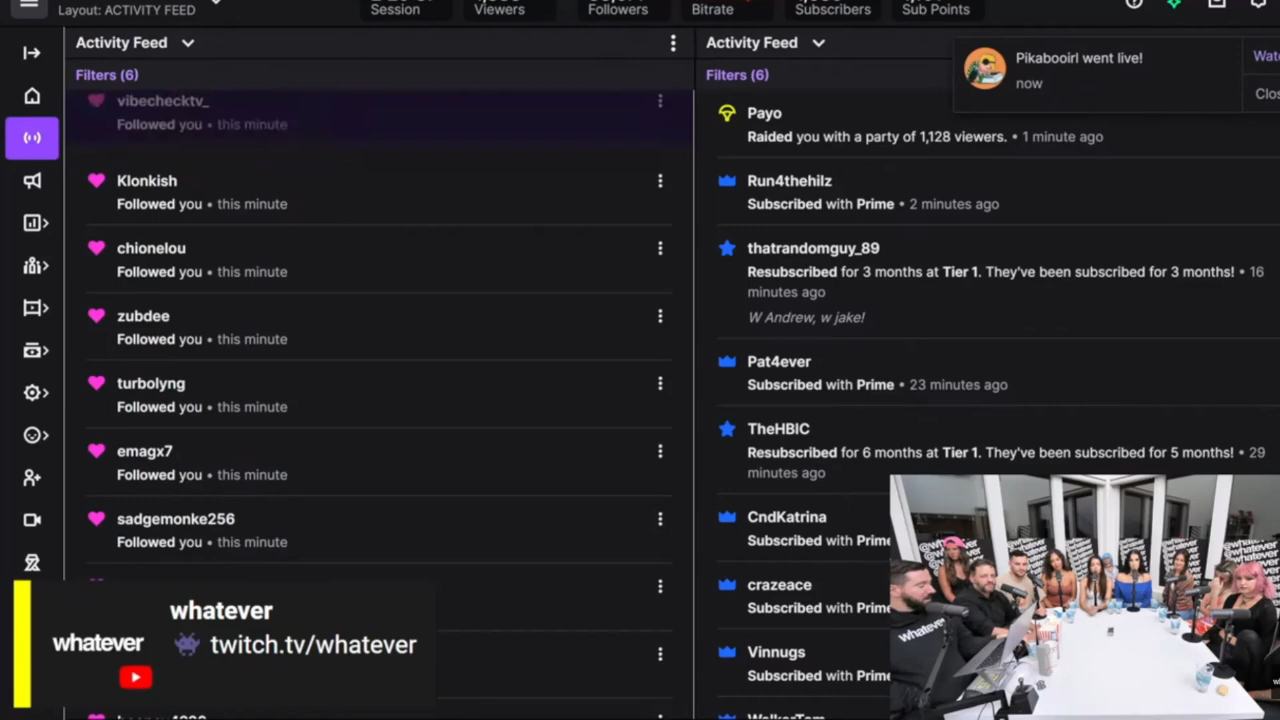 Layout: ACTIVITY FEED
Session
Viewers
Followers
Bitrate
Subscribers
Sub Points
Activity Feed
Filters (6)
vibechecktv_
Followed you • this minute
Klonkish
Followed you • this minute
chionelou
Followed you • this minute
zubdee
Followed you • this minute
turbolyng
Followed you • this minute
emagx7
Followed you • this minute
sadgemonke256
Followed you • this minute
Activity Feed
Filters (6)
Pikabooirl went live!
now
Payo
Raided you with a party of 1,128 viewers. • 1 minute ago
Run4thehilz
Subscribed with Prime • 2 minutes ago
thatrandomguy_89
Resubscribed for 3 months at Tier 1. They've been subscribed for 3 months! • 16
minutes ago
W Andrew, w jake!
Pat4ever
Subscribed with Prime • 23 minutes ago
TheHBIC
Resubscribed for 6 months at Tier 1. They've been subscribed for 5 months! • 29
minutes ago
CndKatrina
Subscribed with Prime
crazeace
Subscribed with Prime
Vinnugs
Subscribed with Prime
whatever
whatever
twitch.tv/whatever
@whatever
whatever
whatever